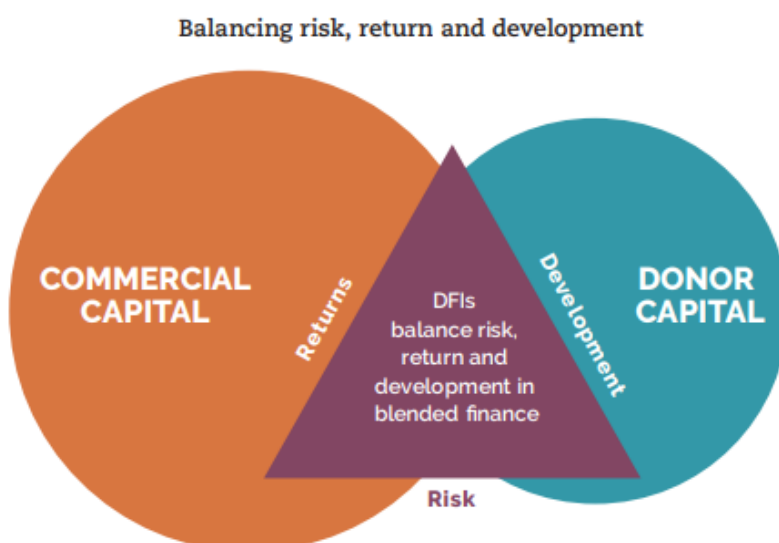 Balancing risk, return and development
COMMERCIAL
CAPITAL
Returns
DFIs
balance risk,
return and
development in
blended finance
Development
DONOR
CAPITAL
Risk